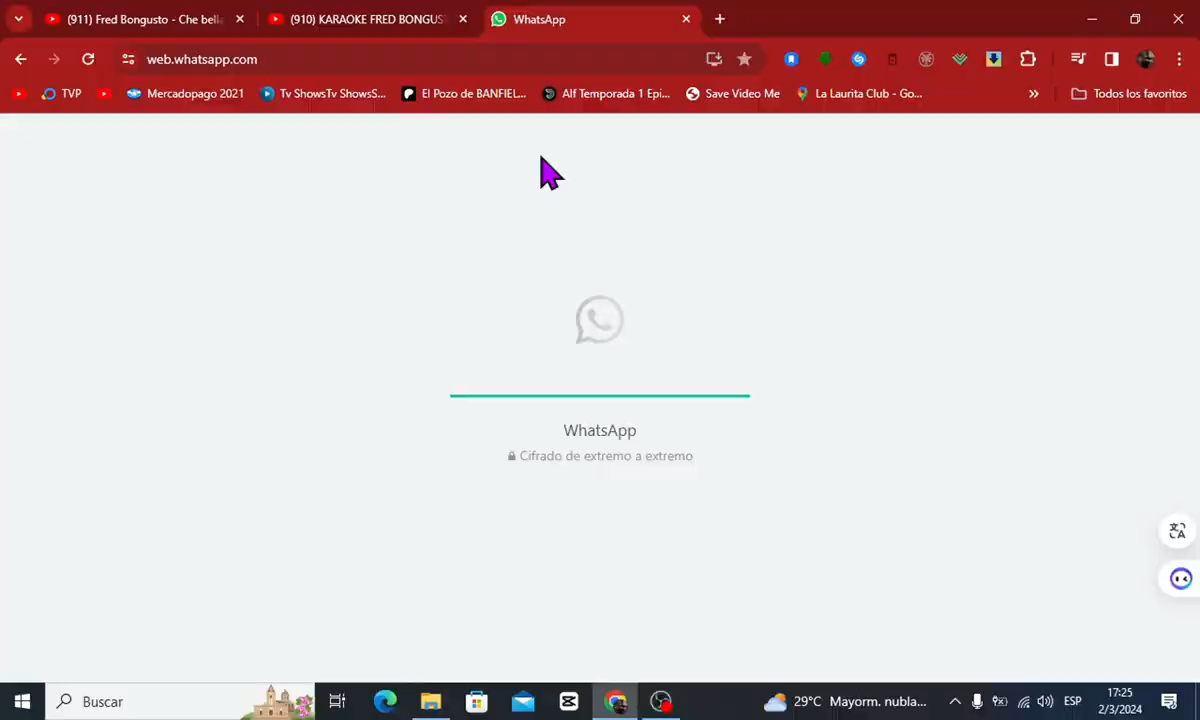 (911) Fred Bongusto - Che bella
(910) KARAOKE FRED BONGUS
WhatsApp
web.whatsapp.com
TVP
Mercadopago 2021
Tv ShowsTv ShowsS...
El Pozo de BANFIEL...
Alf Temporada 1 Epi...
Save Video Me
La Laurita Club - Go...
Todos los favoritos
WhatsApp
Cifrado de extremo a extremo
Buscar
29°C Mayorm. nubla...
ESP
17:25
2/3/2024